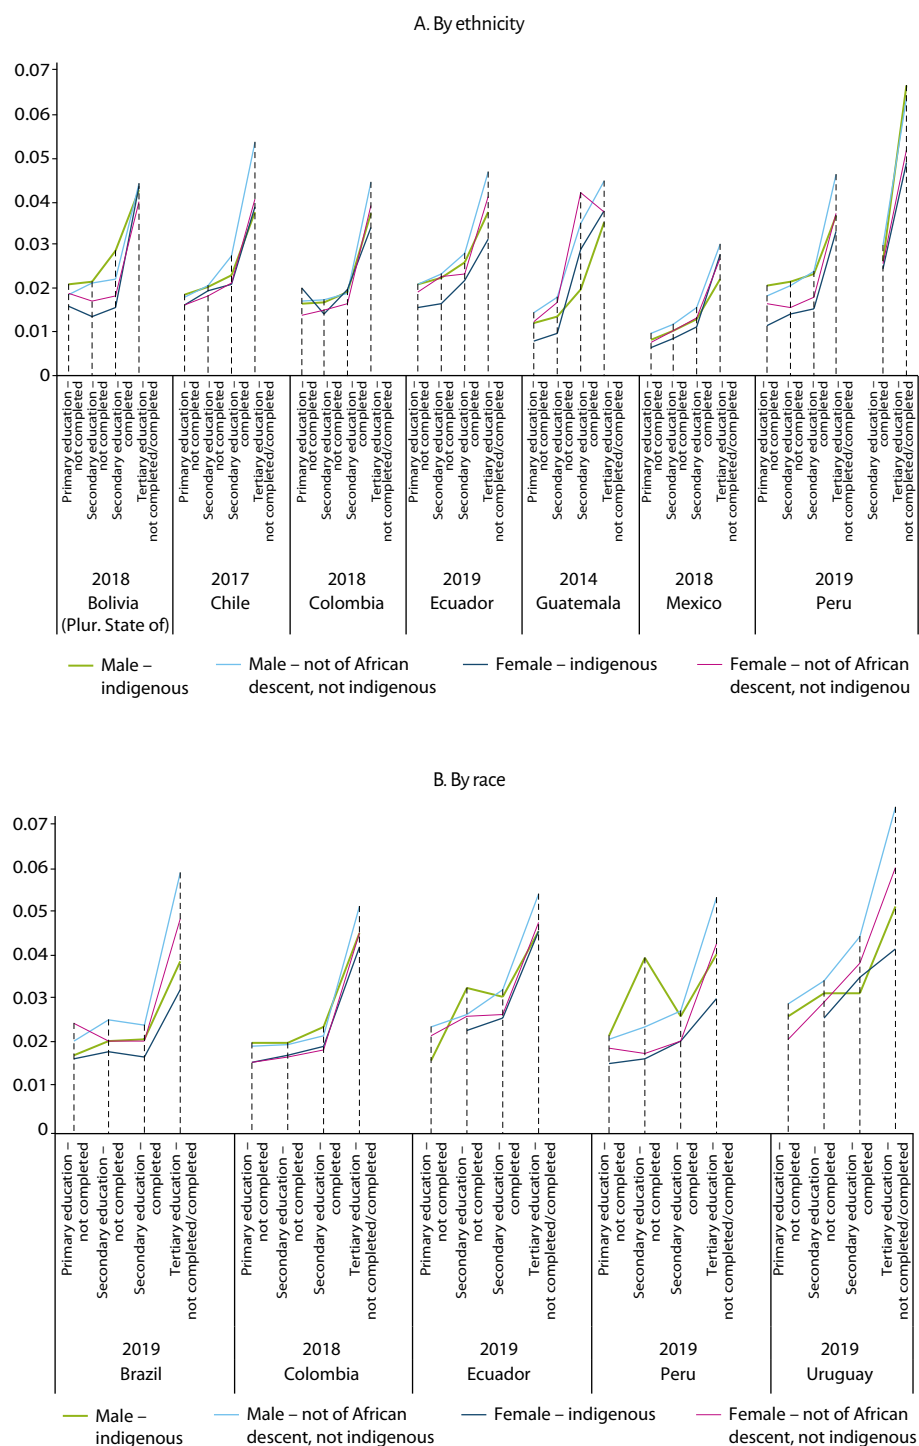 A. By ethnicity
0.07
0.06
0.05
0.04
0.03
0.02
0.01
0
Primary education –
not completed
Secondary education –
not completed
Secondary education –
completed
Tertiary education –
not completed/completed
Primary education –
not completed
Secondary education –
not completed
Secondary education –
completed
Tertiary education –
not completed/completed
Primary education –
not completed
Secondary education –
not completed
Secondary education –
completed
Tertiary education –
not completed/completed
Primary education –
not completed
Secondary education –
not completed
Secondary education –
completed
Tertiary education –
not completed/completed
Primary education –
not completed
Secondary education –
not completed
Secondary education –
completed
Tertiary education –
not completed/completed
Primary education –
not completed
Secondary education –
not completed
Secondary education –
completed
Tertiary education –
not completed/completed
Primary education –
not completed
Secondary education –
not completed
Secondary education –
completed
Tertiary education –
not completed/completed
Secondary education –
completed
Tertiary education –
not completed/completed
2018
Bolivia
(Plur. State of)
2017
Chile
2018
Colombia
2019
Ecuador
2014
Guatemala
2018
Mexico
2019
Peru
Male –
indigenous
Male – not of African
descent, not indigenous
Female – indigenous
Female – not of African
descent, not indigenou
B. By race
0.07
0.06
0.05
0.04
0.03
0.02
0.01
0
Primary education –
not completed
Secondary education –
not completed
Secondary education –
completed
Tertiary education –
not completed/completed
Primary education –
not completed
Secondary education –
not completed
Secondary education –
completed
Tertiary education –
not completed/completed
Primary education –
not completed
Secondary education –
not completed
Secondary education –
completed
Tertiary education –
not completed/completed
Primary education –
not completed
Secondary education –
not completed
Secondary education –
completed
Tertiary education –
not completed/completed
Primary education –
not completed
Secondary education –
not completed
Secondary education –
completed
Tertiary education –
not completed/completed
2019
Brazil
2018
Colombia
2019
Ecuador
2019
Peru
2019
Uruguay
Male –
indigenous
Male – not of African
descent, not indigenous
Female – indigenous
Female – not of African
descent, not indigenous